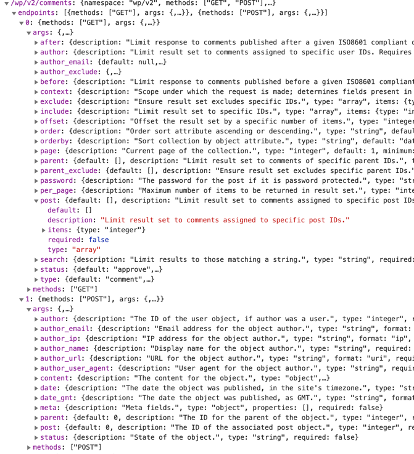 ▼/wp/v2/comments: {namespace: "wp/v2", methods: ["GET", "POST"],…}
▼endpoints: [{methods: ["GET"], args: {,…}}, {methods: ["POST"], args: {,…}}]
▼0: {methods: ["GET"], args: {,…}}
▼args: {,…}
▶after: {description: "Limit response to comments published after a given ISO8601 compliant d
▶author: {description: "Limit result set to comments assigned to specific user IDs. Requires
▶author_email: {default: null,…}
▶author_exclude: {,…}
▶before: {description: "Limit response to comments published before a given ISO8601 compliant
▶context: {description: "Scope under which the request is made; determines fields present in
▶exclude: {description: "Ensure result set excludes specific IDs.", type: "array", items: {ty
▶include: {description: "Limit result set to specific IDs.", type: "array", items: {type: "in
▶offset: {description: "Offset the result set by a specific number of items.", type: "integer
▶order: {description: "Order sort attribute ascending or descending.", type: "string", defaul
▶orderby: {description: "Sort collection by object attribute.", type: "string", default: "dat
▶page: {description: "Current page of the collection.", type: "integer", default: 1, minimum:
▶parent: {default: [], description: "Limit result set to comments of specific parent IDs.", t
▶parent_exclude: {default: [], description: "Ensure result set excludes specific parent IDs."
▶password: {description: "The password for the post if it is password protected.", type: "str
▶per_page: {description: "Maximum number of items to be returned in result set.", type: "inte
▼post: {default: [], description: "Limit result set to comments assigned to specific post IDs
default: []
description: "Limit result set to comments assigned to specific post IDs."
▶items: {type: "integer"}
required: false
type: "array"
▶search: {description: "Limit results to those matching a string.", type: "string", required:
▶status: {default: "approve",…}
▶type: {default: "comment",…}
▶methods: ["GET"]
▼1: {methods: ["POST"], args: {,…}}
▼args: {,…}
▶author: {description: "The ID of the user object, if author was a user.", type: "integer", r
▶author_email: {description: "Email address for the object author.", type: "string", format:
▶author_ip: {description: "IP address for the object author.", type: "string", format: "ip",
▶author_name: {description: "Display name for the object author.", type: "string", required:
▶author_url: {description: "URL for the object author.", type: "string", format: "uri", requi
▶author_user_agent: {description: "User agent for the object author.", type: "string", requir
▶content: {description: "The content for the object.", type: "object",…}
▶date: {description: "The date the object was published, in the site's timezone.", type: "str
▶date_gmt: {description: "The date the object was published, as GMT.", type: "string", format
▶meta: {description: "Meta fields.", type: "object", properties: [], required: false}
▶parent: {default: 0, description: "The ID for the parent of the object.", type: "integer", r
▶post: {default: 0, description: "The ID of the associated post object.", type: "integer", re
▶status: {description: "State of the object.", type: "string", required: false}
▶methods: ["POST"]